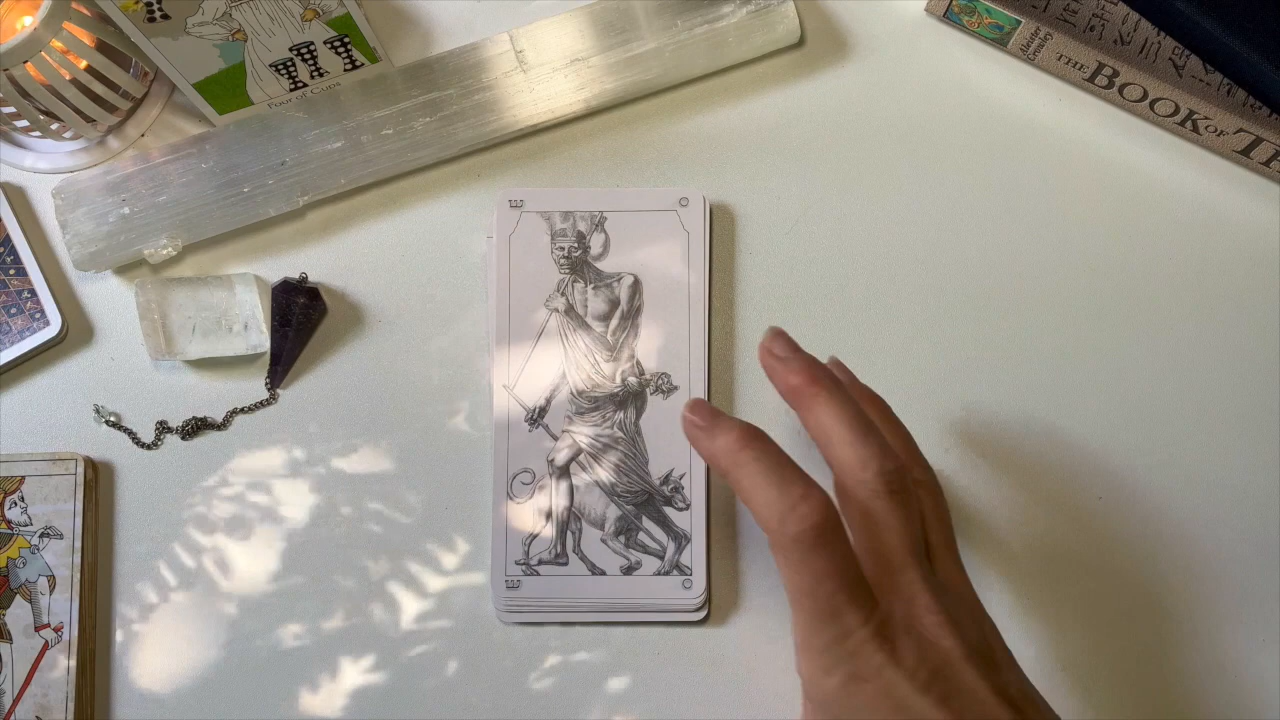 Four of Cups
Aleister
Crowley
THE BOOK OF TH
ש
ש